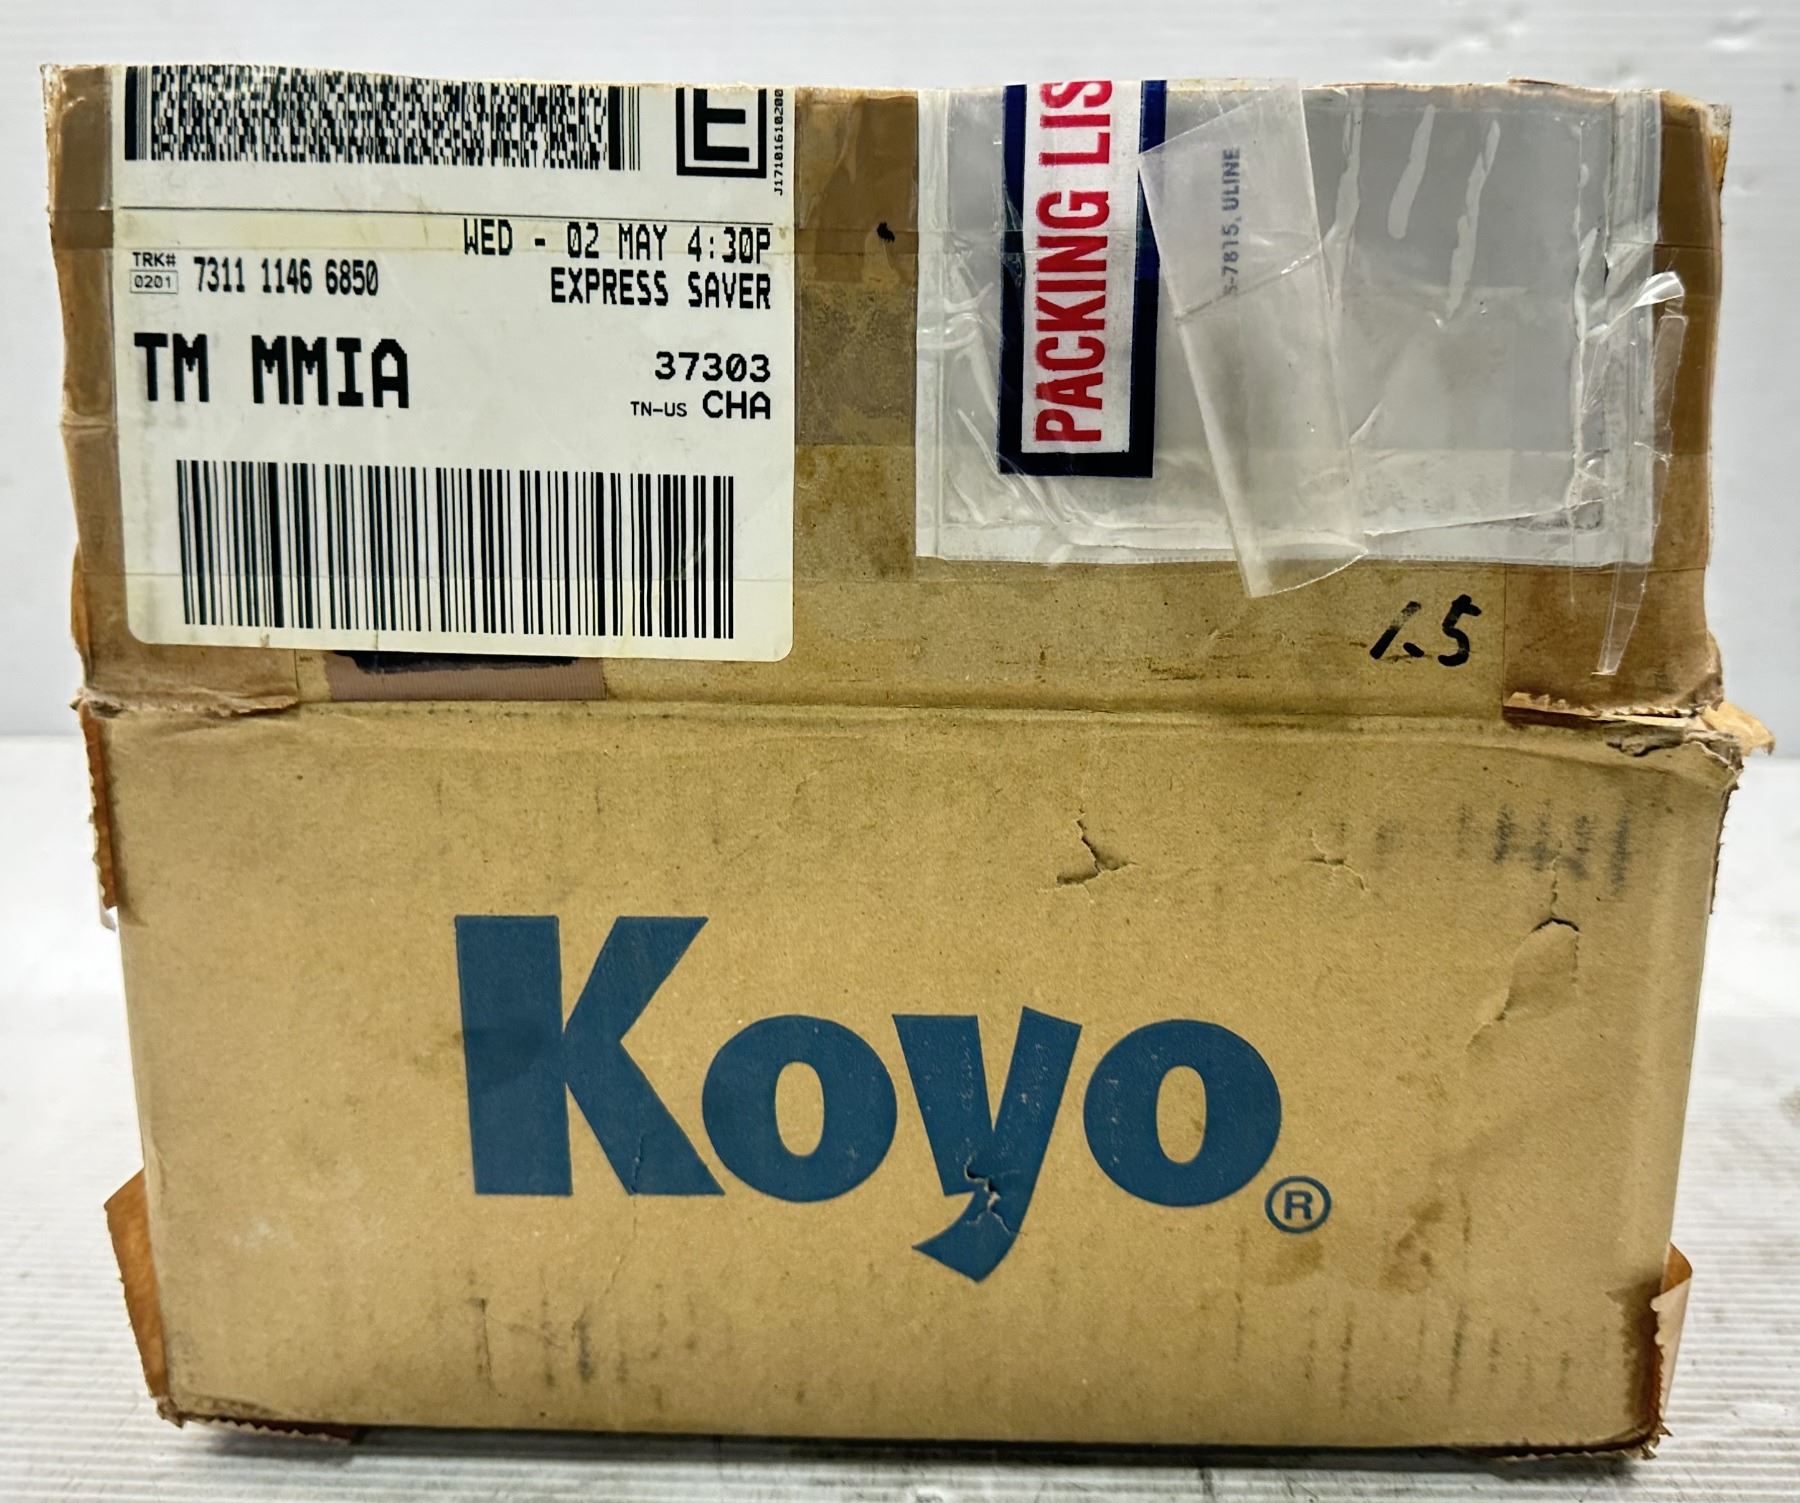 E
J171016102001
WED - 02 MAY 4:30P
TRK#
0201
7311 1146 6850
EXPRESS SAVER
TM MMIA
37303
TN-US CHA
PACKING LIS
S-7815, ULINE
1.5
Koyo®